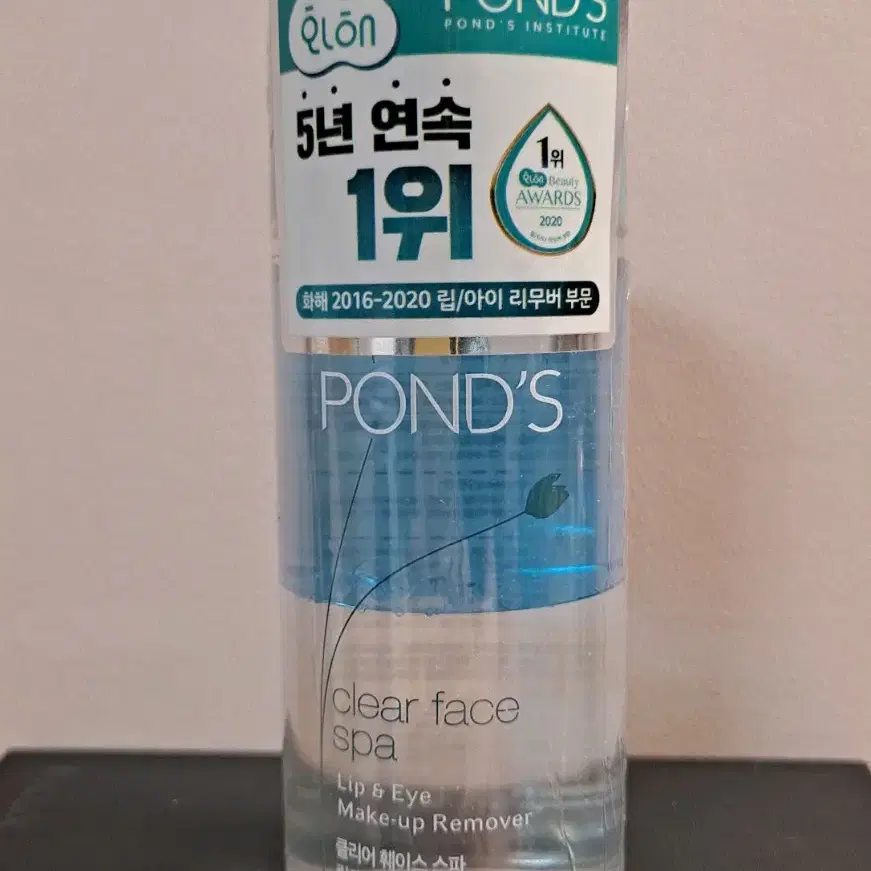 POND'S
POND'S INSTITUTE
5년 연속
1위
1위
Beauty
AWARDS
2020
화해 2016-2020 립/아이 리무버 부문
POND'S
clear face
spa
Lip & Eye
Make-up Remover
클리어 훼이스 스파